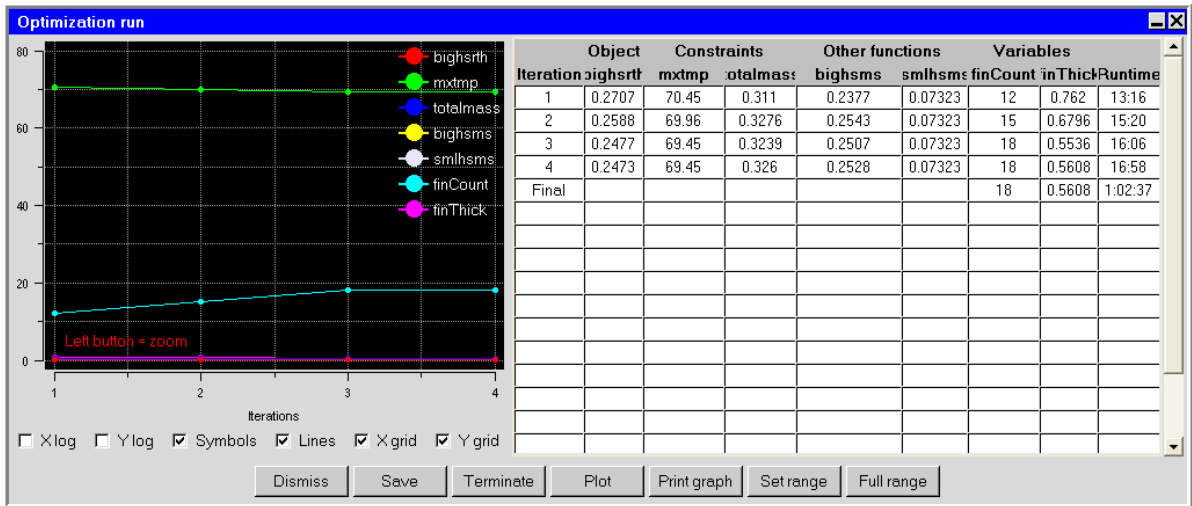 Optimization run
80
60
40
20
0
bighsrth
mxtmp
totalmass
bighsms
smlhsms
finCount
finThick
Left button = zoom
1 2 3 4
Iterations
X log Y log Symbols Lines X grid Y grid
Object Constraints Other functions Variables
Iteration bighsrth mxtmp totalmass bighsms smlhsms finCount finThick Runtime
1 0.2707 70.45 0.311 0.2377 0.07323 12 0.762 13:16
2 0.2588 69.96 0.3276 0.2543 0.07323 15 0.6796 15:20
3 0.2477 69.45 0.3239 0.2507 0.07323 18 0.5536 16:06
4 0.2473 69.45 0.326 0.2528 0.07323 18 0.5608 16:58
Final 18 0.5608 1:02:37
Dismiss Save Terminate Plot Print graph Set range Full range